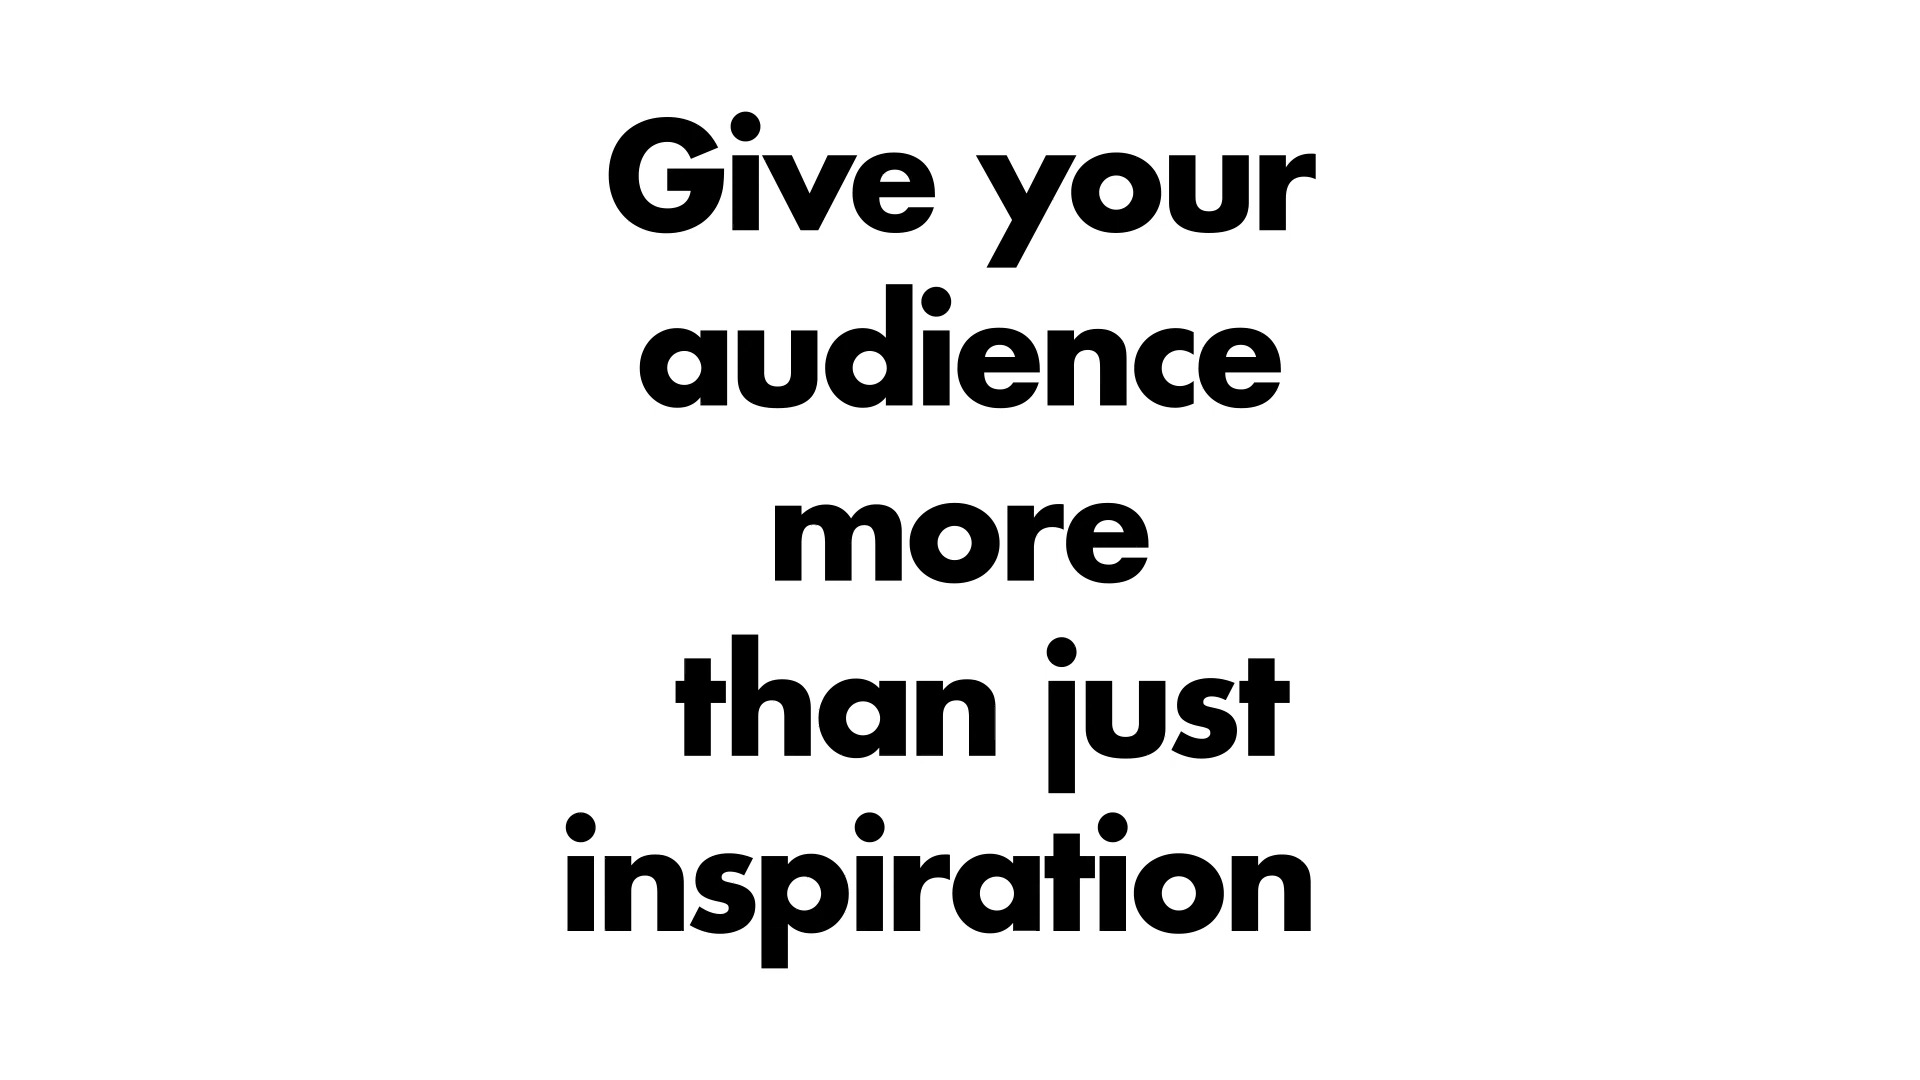 Give your
audience
more
than just
inspiration